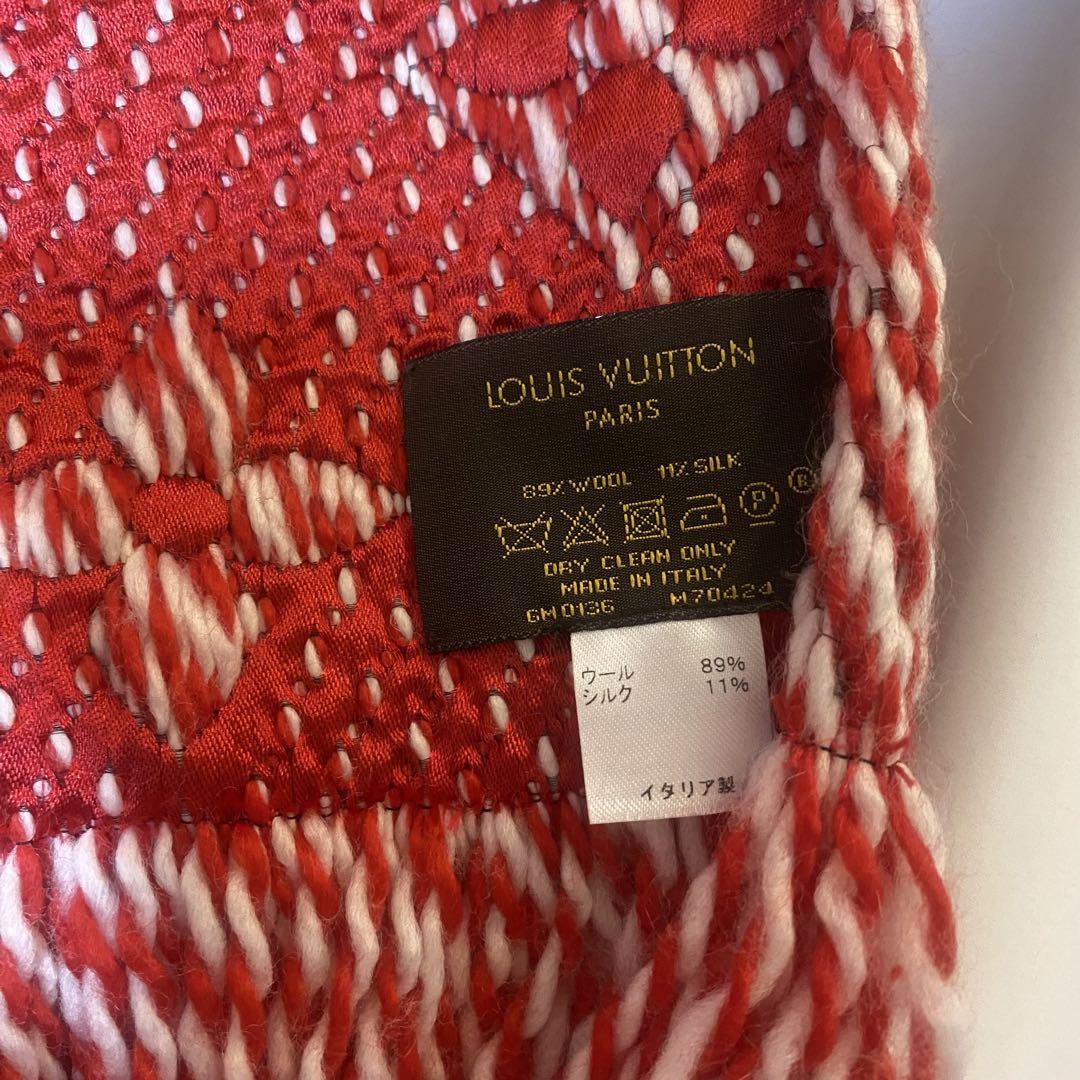 LOUIS VUITTON
PARIS
89% WOOL 11% SILK
P ®
DRY CLEAN ONLY
MADE IN ITALY
GM0136 M70424
ウール 89%
シルク 11%
イタリア製